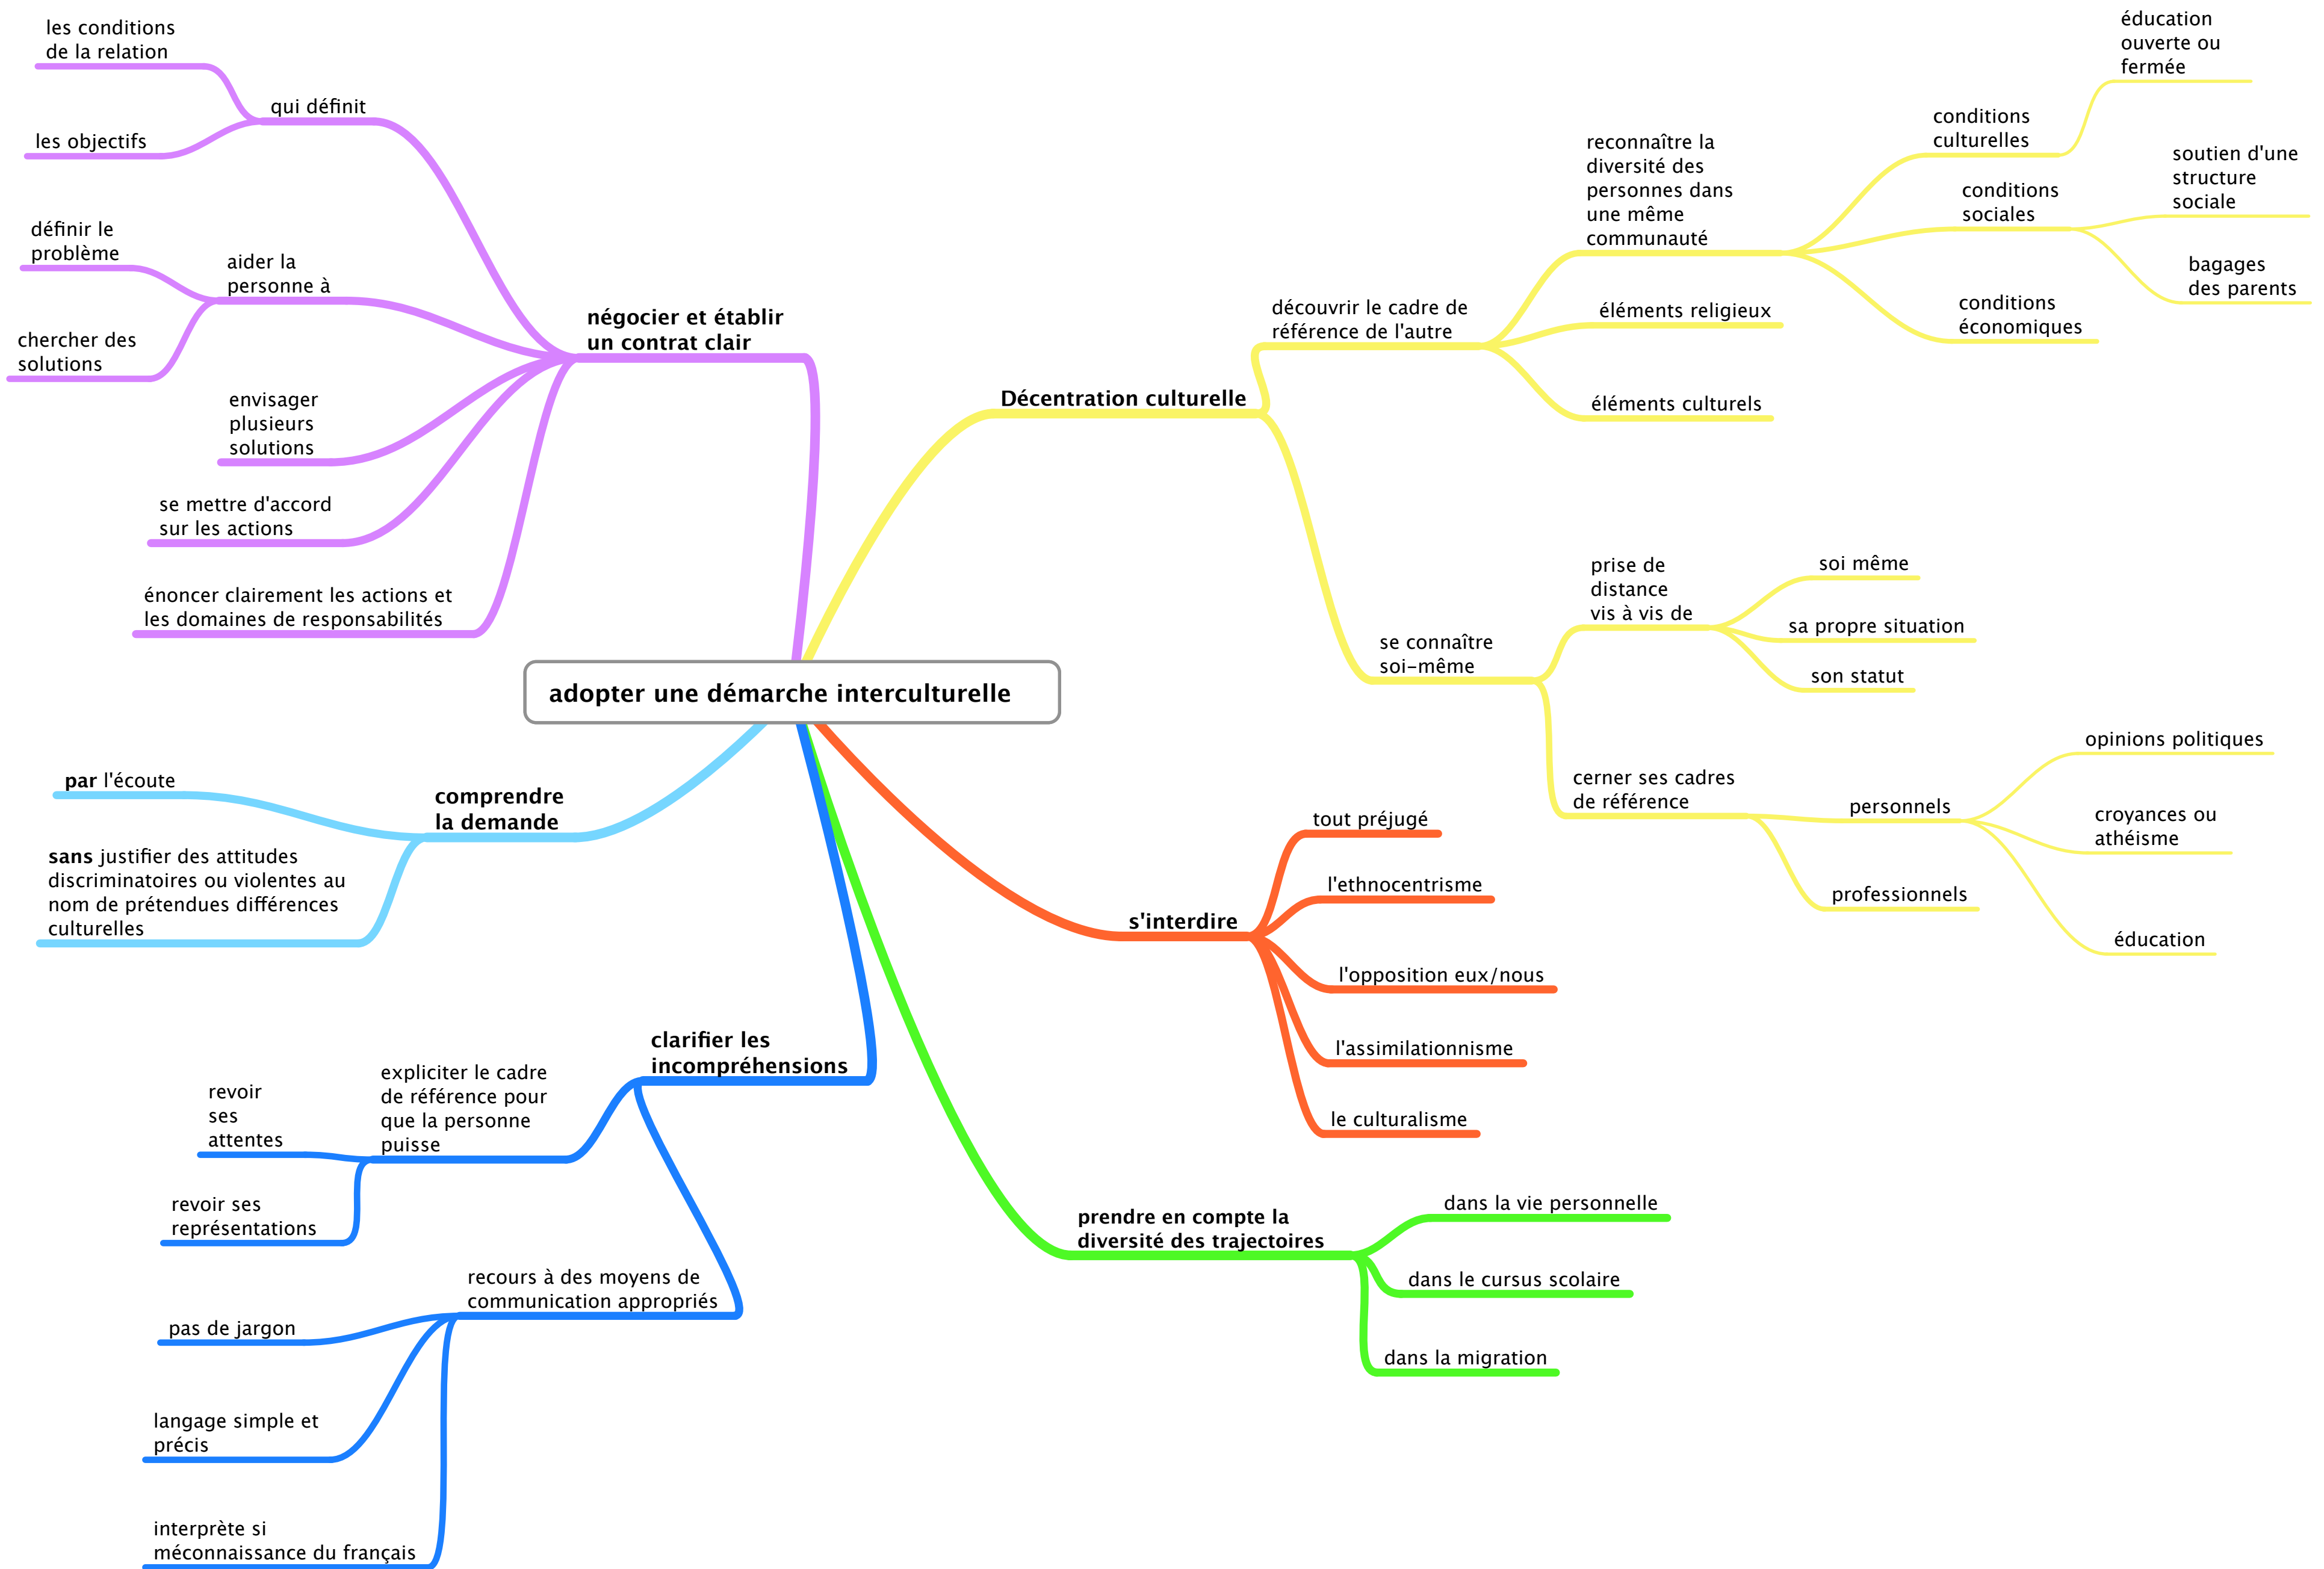 adopter une démarche interculturelle
Décentration culturelle
découvrir le cadre de
référence de l'autre
reconnaître la
diversité des
personnes dans
une même
communauté
conditions
culturelles
éducation
ouverte ou
fermée
conditions
sociales
soutien d'une
structure
sociale
bagages
des parents
conditions
économiques
éléments religieux
éléments culturels
se connaître
soi-même
prise de
distance
vis à vis de
soi même
sa propre situation
son statut
cerner ses cadres
de référence
personnels
opinions politiques
croyances ou
athéisme
éducation
professionnels
s'interdire
tout préjugé
l'ethnocentrisme
l'opposition eux/nous
l'assimilationnisme
le culturalisme
prendre en compte la
diversité des trajectoires
dans la vie personnelle
dans le cursus scolaire
dans la migration
clarifier les
incompréhensions
expliciter le cadre
de référence pour
que la personne
puisse
revoir
ses
attentes
revoir ses
représentations
recours à des moyens de
communication appropriés
pas de jargon
langage simple et
précis
interprète si
méconnaissance du français
comprendre
la demande
par l'écoute
sans justifier des attitudes
discriminatoires ou violentes au
nom de prétendues différences
culturelles
négocier et établir
un contrat clair
qui définit
les conditions
de la relation
les objectifs
aider la
personne à
définir le
problème
chercher des
solutions
envisager
plusieurs
solutions
se mettre d'accord
sur les actions
énoncer clairement les actions et
les domaines de responsabilités